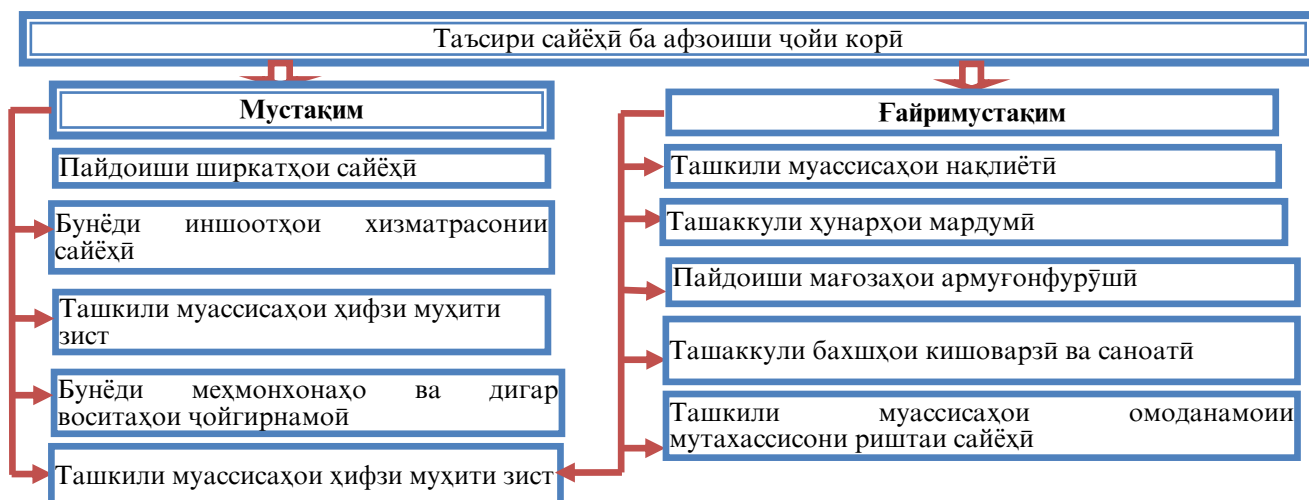 Таъсири сайёҳӣ ба афзоиши ҷойи корӣ
Мустақим
Пайдоиши ширкатҳои сайёҳӣ
Бунёди иншоотҳои хизматрасонии
сайёҳӣ
Ташкили муассисаҳои ҳифзи муҳити
зист
Бунёди меҳмонхонаҳо ва дигар
воситаҳои ҷойгирнамоӣ
Ташкили муассисаҳои ҳифзи муҳити зист
Ғайримустақим
Ташкили муассисаҳои нақлиётӣ
Ташаккули ҳунарҳои мардумӣ
Пайдоиши мағозаҳои армуғонфурӯшӣ
Ташаккули бахшҳои кишоварзӣ ва саноатӣ
Ташкили муассисаҳои омоданамоии
мутахассисони риштаи сайёҳӣ